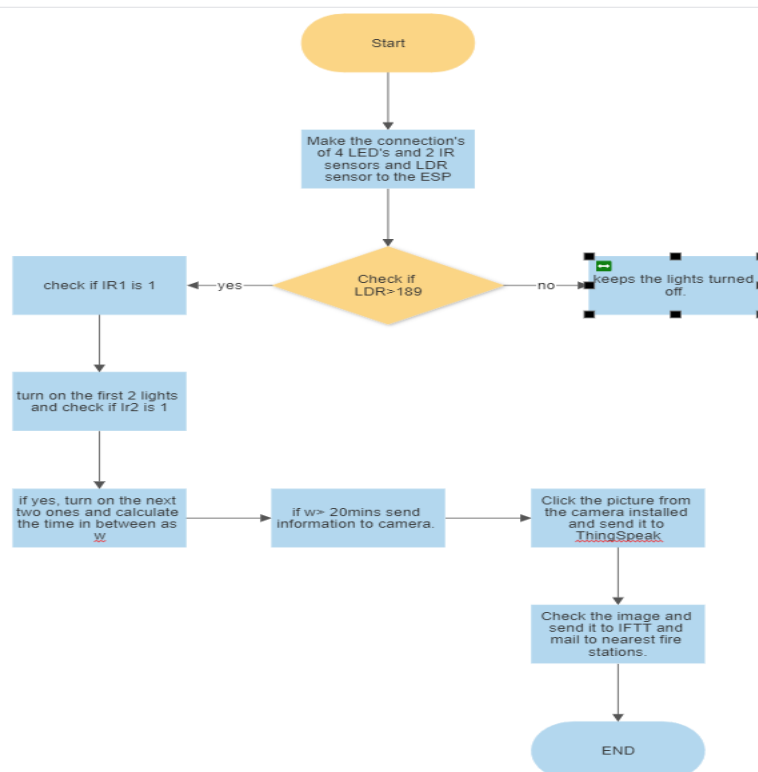 Start
Make the connection's
of 4 LED's and 2 IR
sensors and LDR
sensor to the ESP
check if IR1 is 1
yes
Check if
LDR>189
no
keeps the lights turned
off.
turn on the first 2 lights
and check if Ir2 is 1
if yes, turn on the next
two ones and calculate
the time in between as
w
if w> 20mins send
information to camera.
Click the picture from
the camera installed
and send it to
ThingSpeak
Check the image and
send it to IFTT and
mail to nearest fire
stations.
END